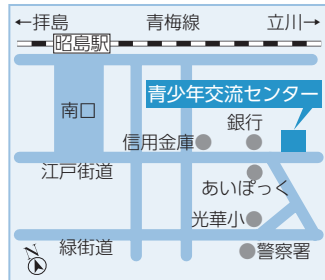 ←拝島 青梅線 立川→
昭島駅
青少年交流センター
南口
銀行
信用金庫
江戸街道
あいぽっく
光華小
緑街道
警察署
N